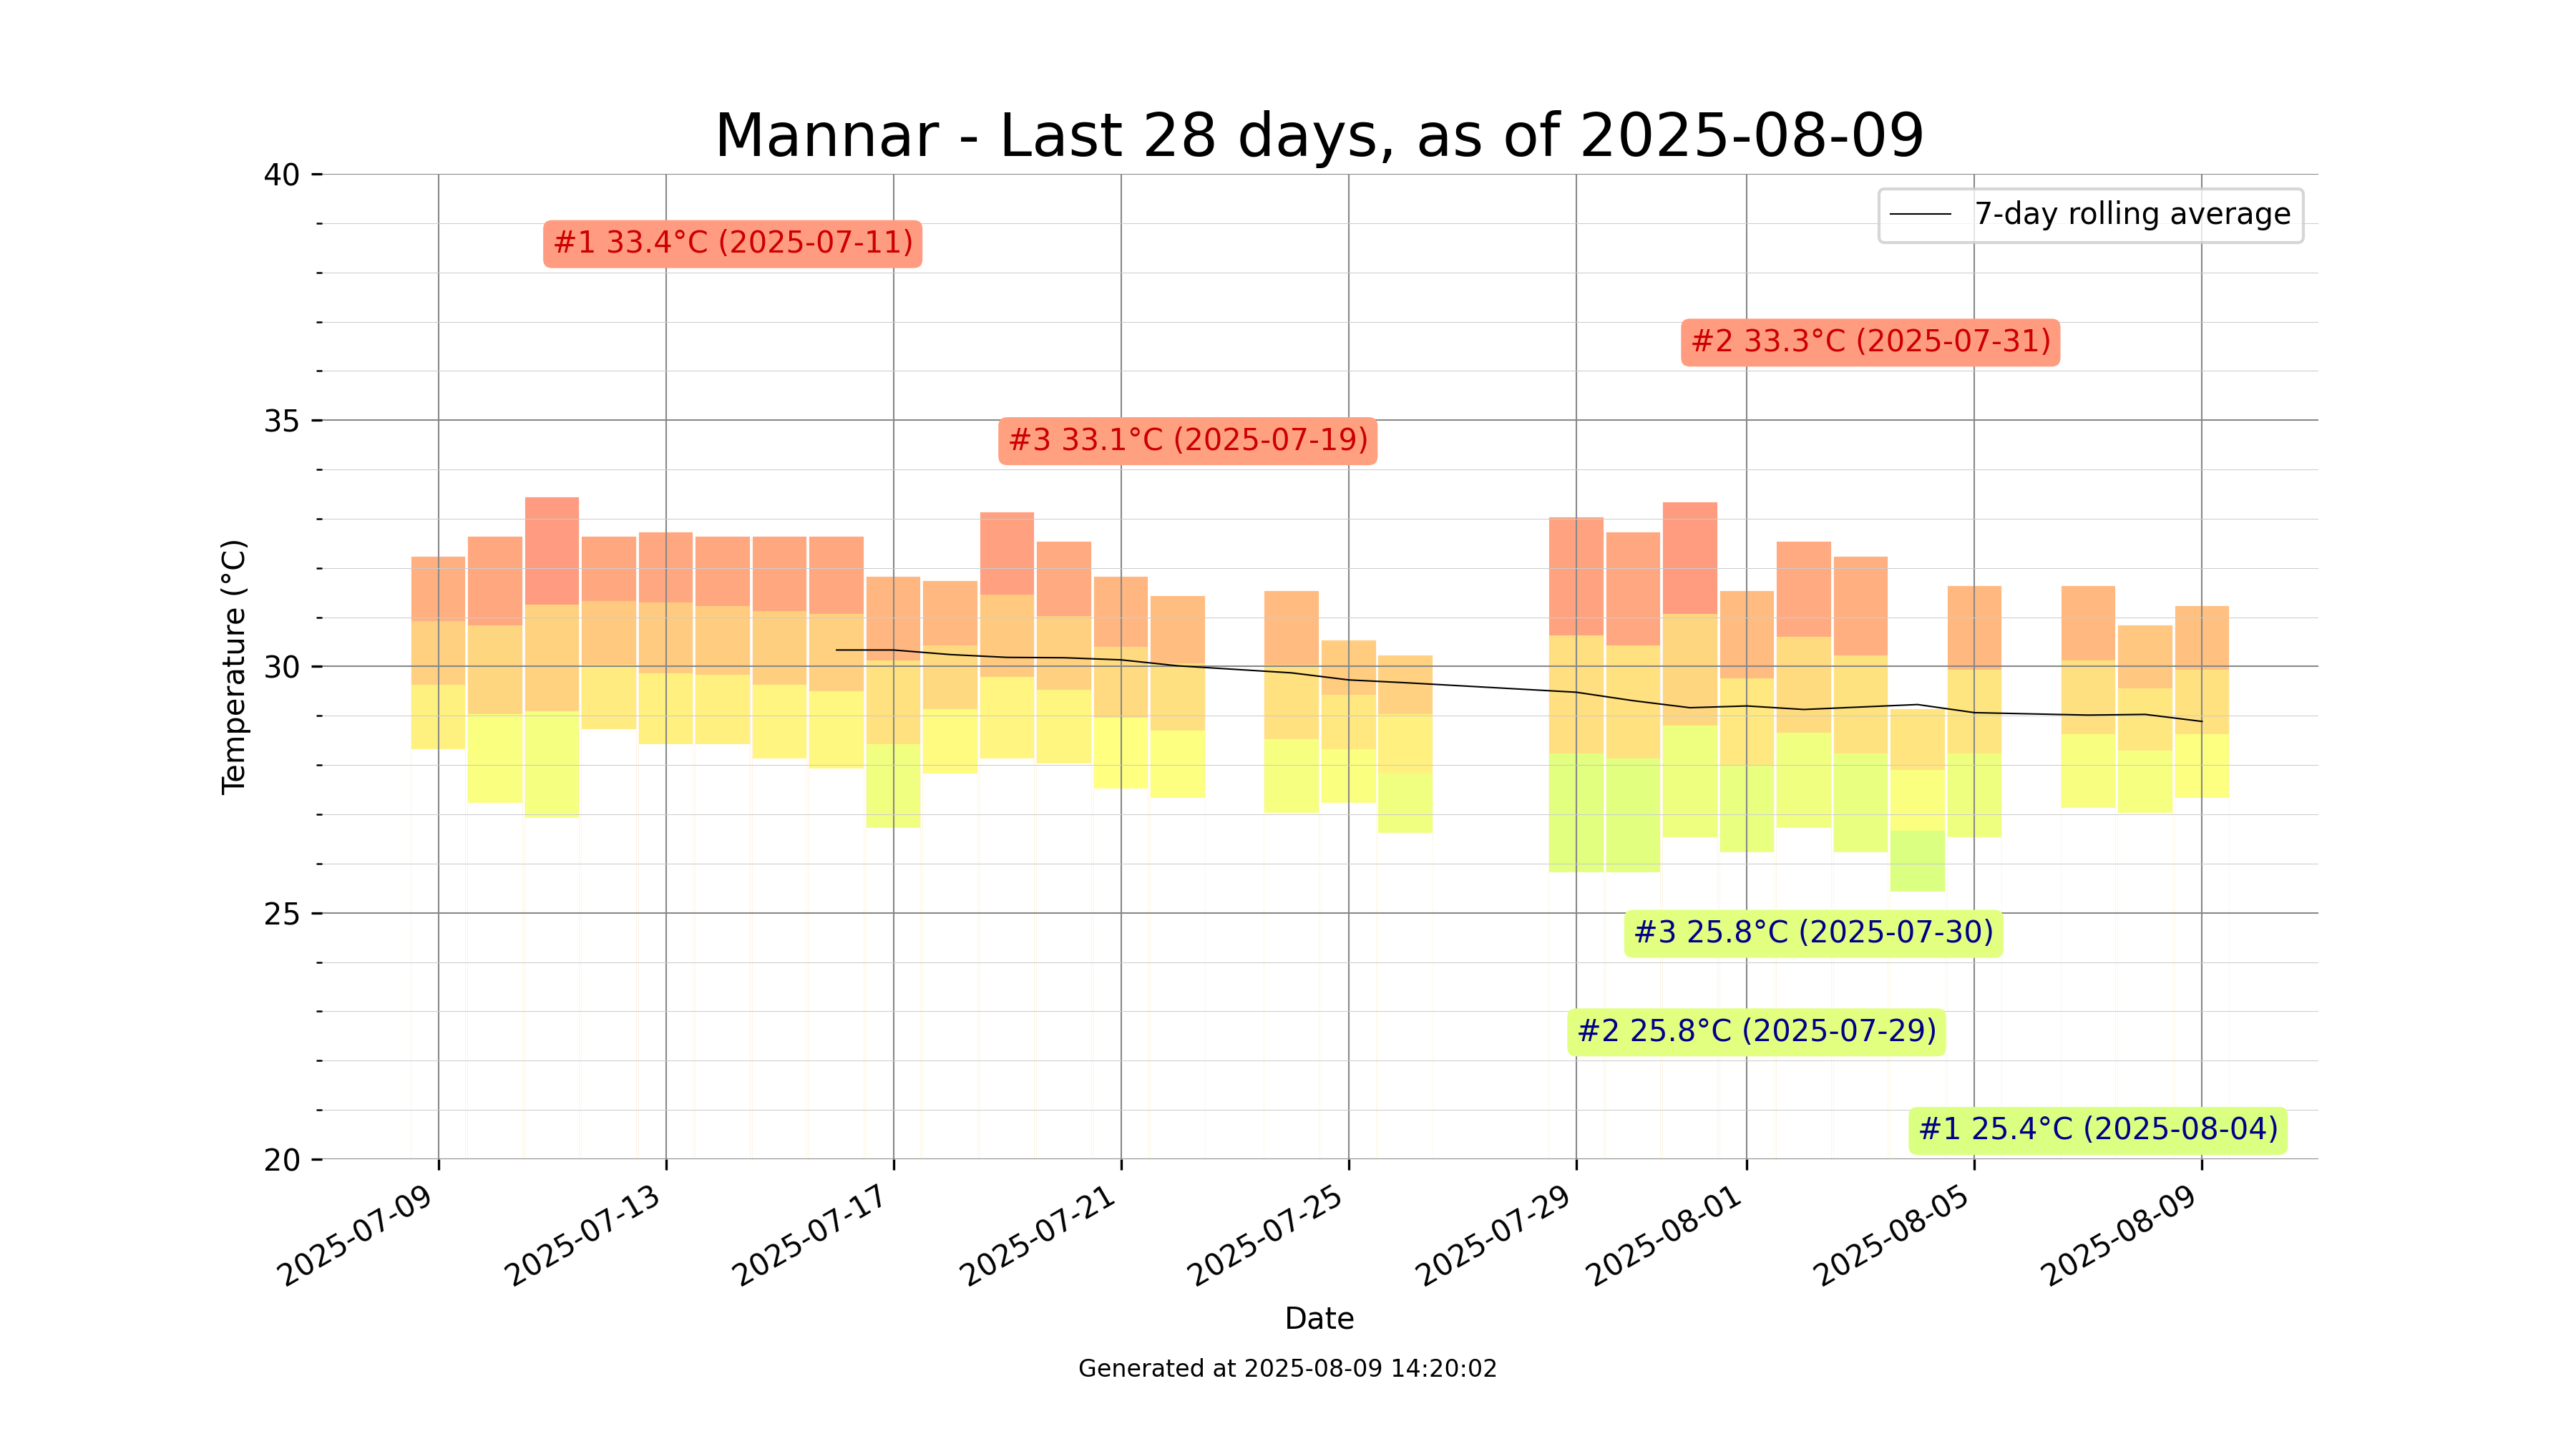 Mannar - Last 28 days, as of 2025-08-09
40
35
30
25
20
Temperature (°C)
7-day rolling average
#1 33.4°C (2025-07-11)
#2 33.3°C (2025-07-31)
#3 33.1°C (2025-07-19)
#3 25.8°C (2025-07-30)
#2 25.8°C (2025-07-29)
#1 25.4°C (2025-08-04)
2025-07-09
2025-07-13
2025-07-17
2025-07-21
2025-07-25
2025-07-29
2025-08-01
2025-08-05
2025-08-09
Date
Generated at 2025-08-09 14:20:02